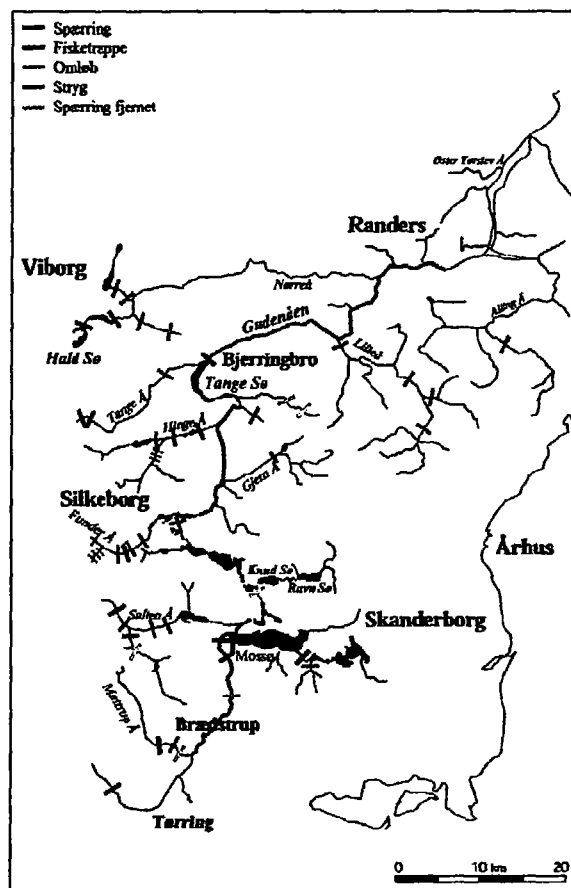 Spærring
Fisketrappe
Omløb
Stryg
Spærring fjernet
Øster Tørslev Å
Randers
Viborg
Nørreå
Alling Å
Gudenåen
Lilleå
Hald Sø
Bjerringbro
Tange Sø
Tange Å
Hinge Å
Gjern Å
Silkeborg
Funder Å
Århus
Knud Sø
Ravn Sø
Salten Å
Skanderborg
Mossø
Mattrup Å
Brædstrup
Tørring
0 10 km 20